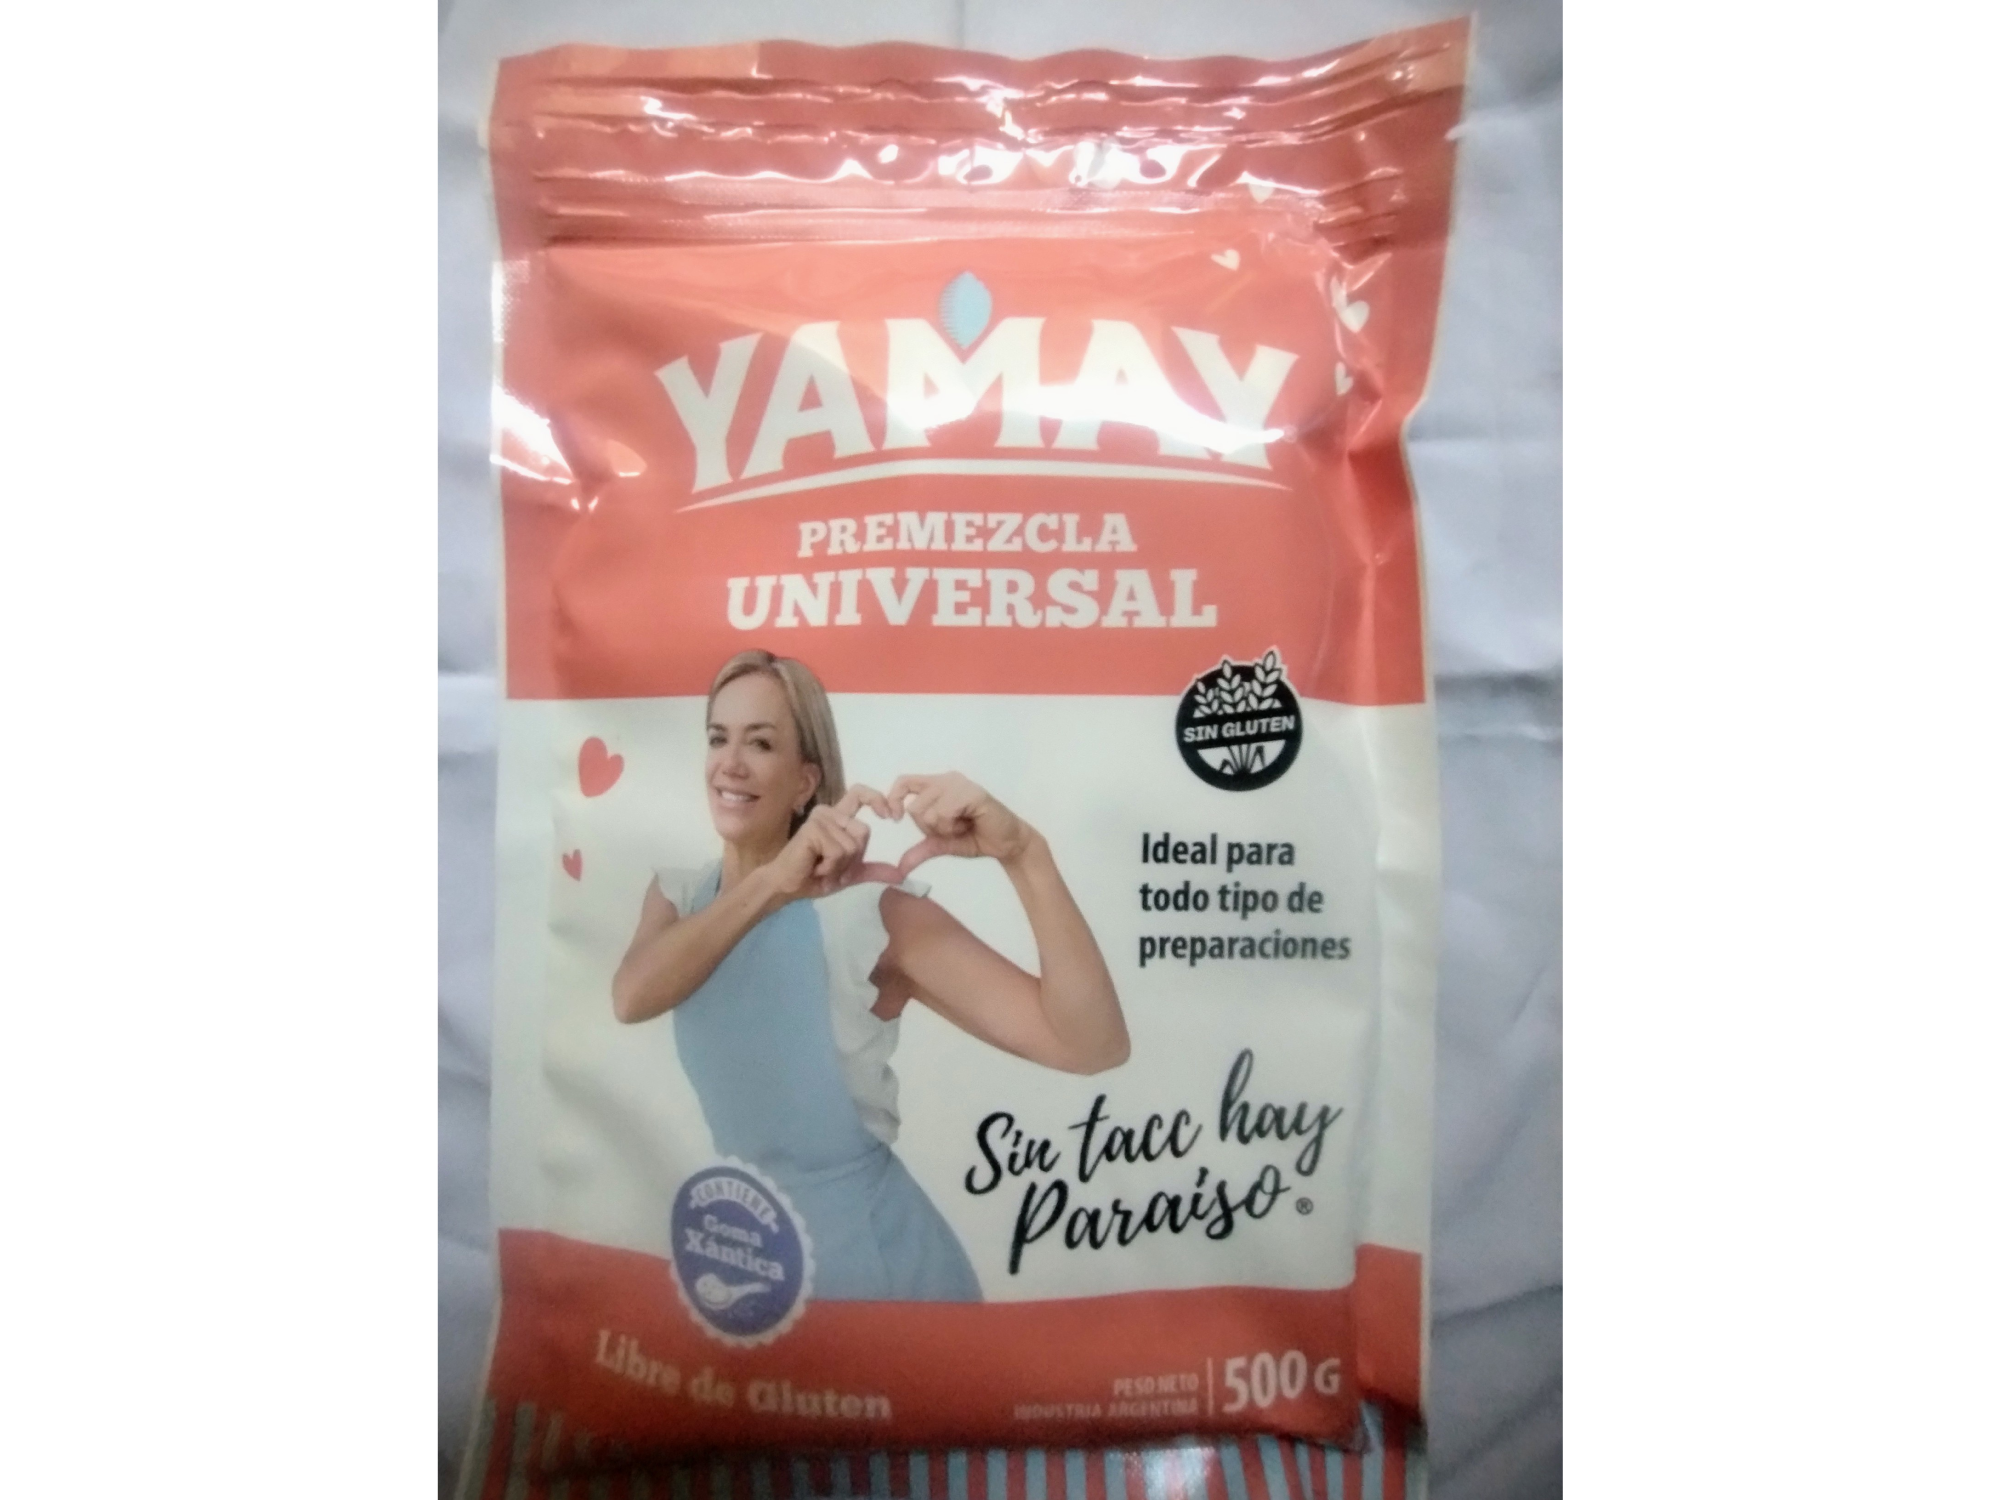 YAMAY
PREMEZCLA
UNIVERSAL
SIN GLUTEN
Ideal para
todo tipo de
preparaciones
Sin tacc hay
Paraíso®
CONTIENE
Goma
Xántica
Libre de Gluten
PESO NETO
INDUSTRIA ARGENTINA
500 G